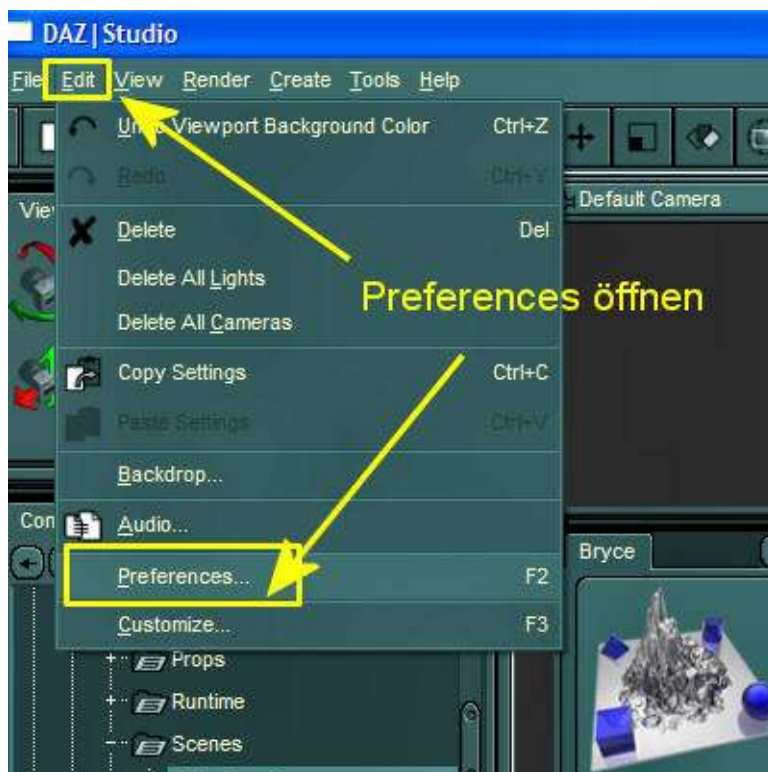 DAZ|Studio
File Edit View Render Create Tools Help
Undo Viewport Background Color Ctrl+Z
Redo Ctrl+Y
Default Camera
Delete Del
Delete All Lights
Preferences öffnen
Delete All Cameras
Copy Settings Ctrl+C
Paste Settings Ctrl+V
Backdrop...
Audio...
Bryce
Preferences... F2
Customize... F3
Props
Runtime
Scenes